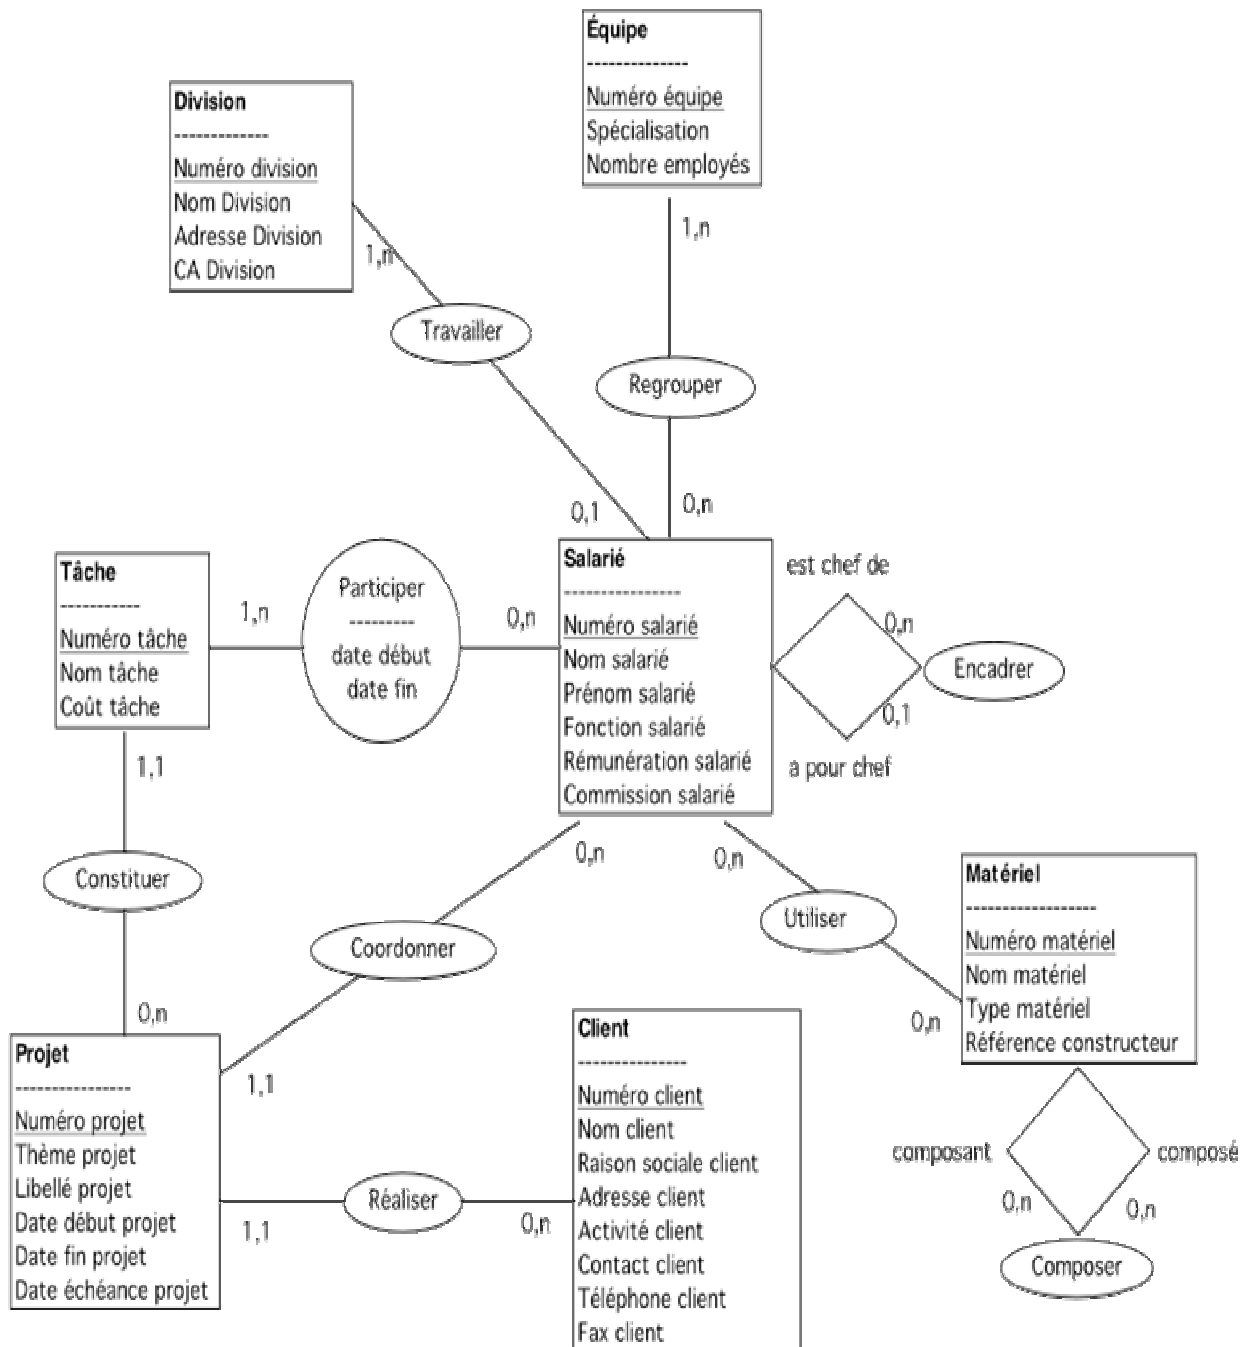 Équipe
--------------
Numéro équipe
Spécialisation
Nombre employés
Division
-------------
Numéro division
Nom Division
Adresse Division
CA Division
1,n
1,n
Travailler
Regrouper
0,1
0,n
Tâche
-----------
Numéro tâche
Nom tâche
Coût tâche
1,n
Participer
---------
date début
date fin
0,n
Salarié
----------------
Numéro salarié
Nom salarié
Prénom salarié
Fonction salarié
Rémunération salarié
Commission salarié
est chef de
0,n
Encadrer
0,1
a pour chef
1,1
Constituer
0,n
0,n
Coordonner
1,1
0,n
Utiliser
0,n
Matériel
------------------
Numéro matériel
Nom matériel
Type matériel
Référence constructeur
composant
composé
0,n
0,n
Composer
Projet
----------------
Numéro projet
Thème projet
Libellé projet
Date début projet
Date fin projet
Date échéance projet
1,1
Réaliser
0,n
Client
---------------
Numéro client
Nom client
Raison sociale client
Adresse client
Activité client
Contact client
Téléphone client
Fax client